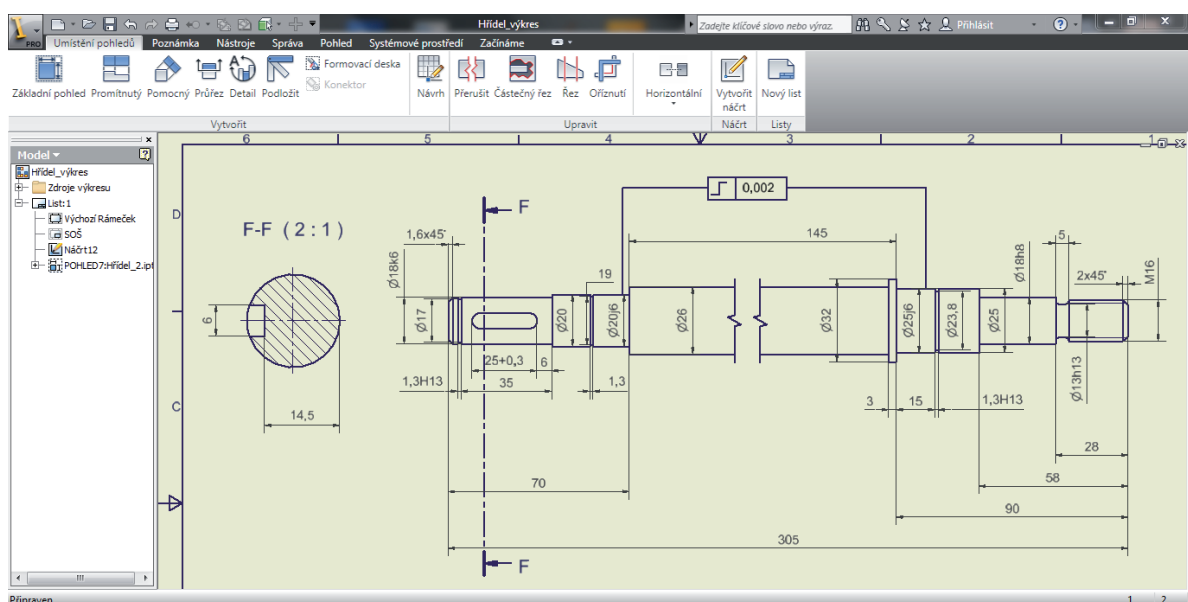 Hřídel_výkres
Zadejte klíčové slovo nebo výraz.
Přihlásit
PRO
Umístění pohledů Poznámka Nástroje Správa Pohled Systémové prostředí Začínáme
Základní pohled Promítnutý Pomocný Průřez Detail Podložit
Formovací deska
Konektor
Návrh Přerušit Částečný řez Řez Oříznutí Horizontální
Vytvořit náčrt
Nový list
Vytvořit Upravit Náčrt Listy
Model
Hřídel_výkres
Zdroje výkresu
List:1
Výchozí Rámeček
SOŠ
Náčrt12
POHLED7:Hřídel_2.ipt
6 5 4 3 2 1
D
C
F-F ( 2 : 1 )
6
14,5
F
F
0,002
1,6x45°
Ø18k6
Ø17
19
Ø20
Ø20j6
Ø26
145
Ø32
Ø25j6
Ø23,8
Ø25
Ø18h8
5
2x45°
M16
Ø13h13
25+0,3 6
1,3H13 35 1,3
3 15 1,3H13
28
58
70
90
305
Připraven
1 2